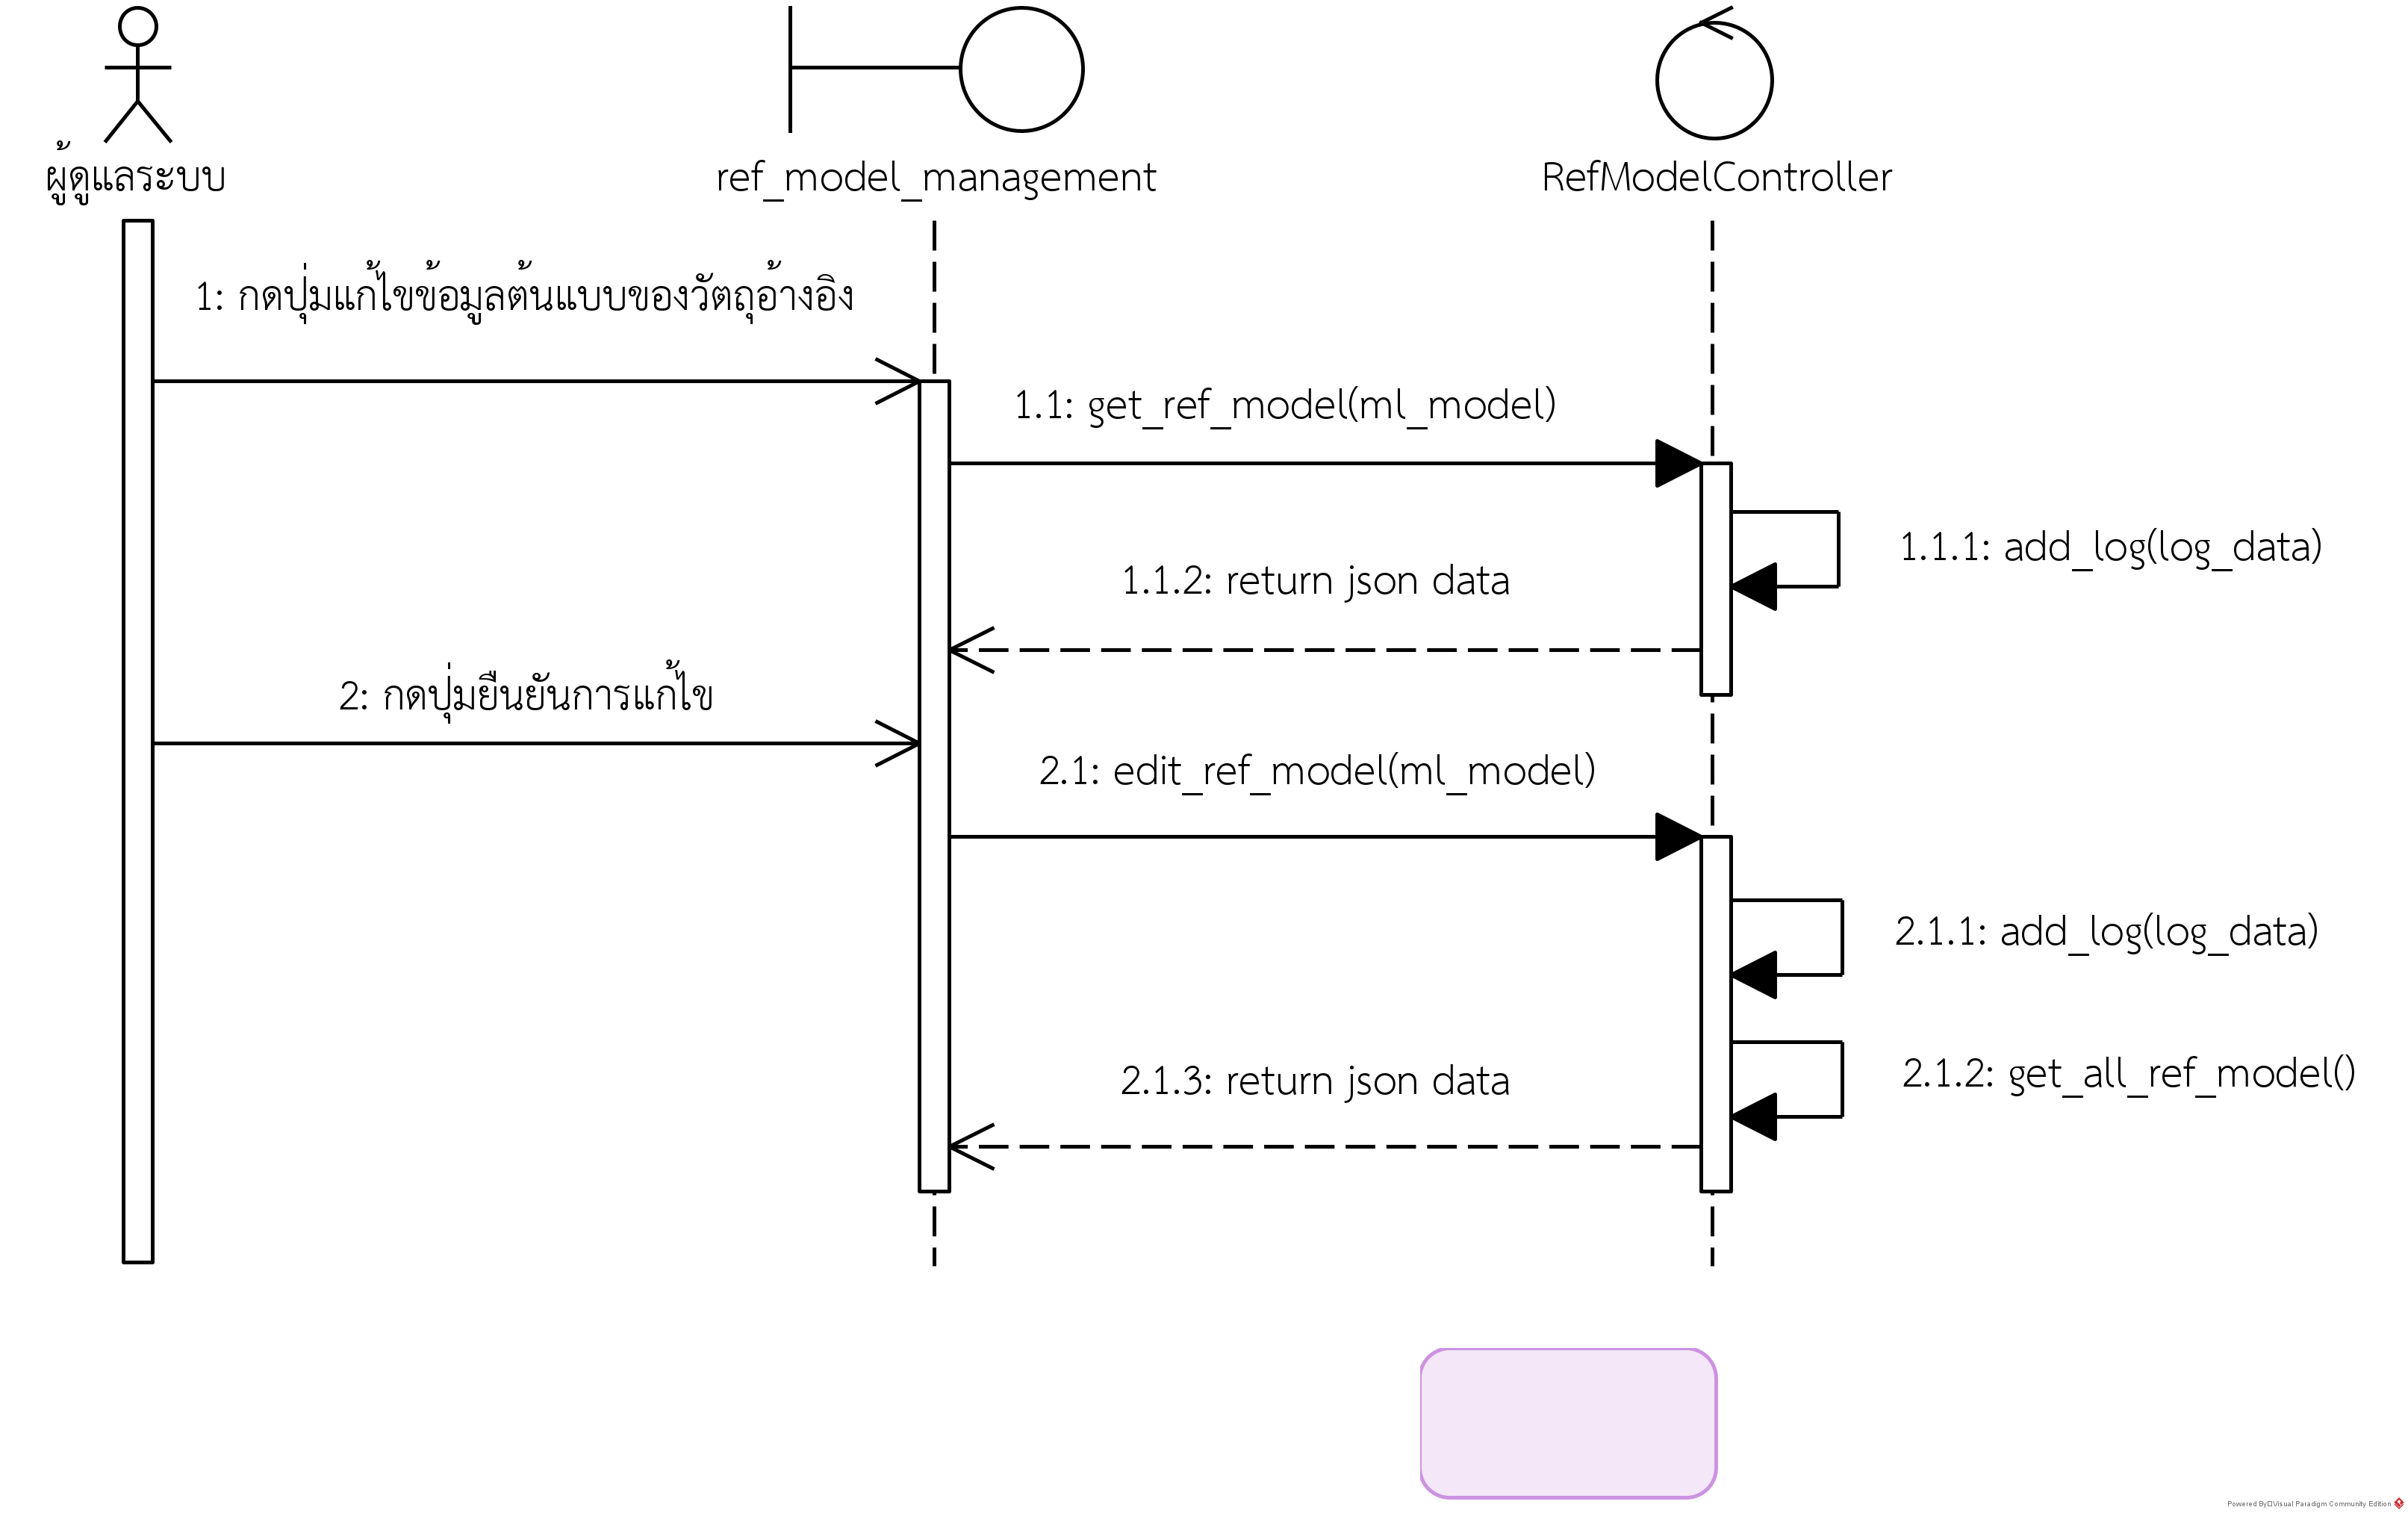 ผู้ดูแลระบบ
ref_model_management
RefModelController
1: กดปุ่มแก้ไขข้อมูลต้นแบบของวัตถุอ้างอิง
1.1: get_ref_model(ml_model)
1.1.1: add_log(log_data)
1.1.2: return json data
2: กดปุ่มยืนยันการแก้ไข
2.1: edit_ref_model(ml_model)
2.1.1: add_log(log_data)
2.1.2: get_all_ref_model()
2.1.3: return json data
Powered By□Visual Paradigm Community Edition